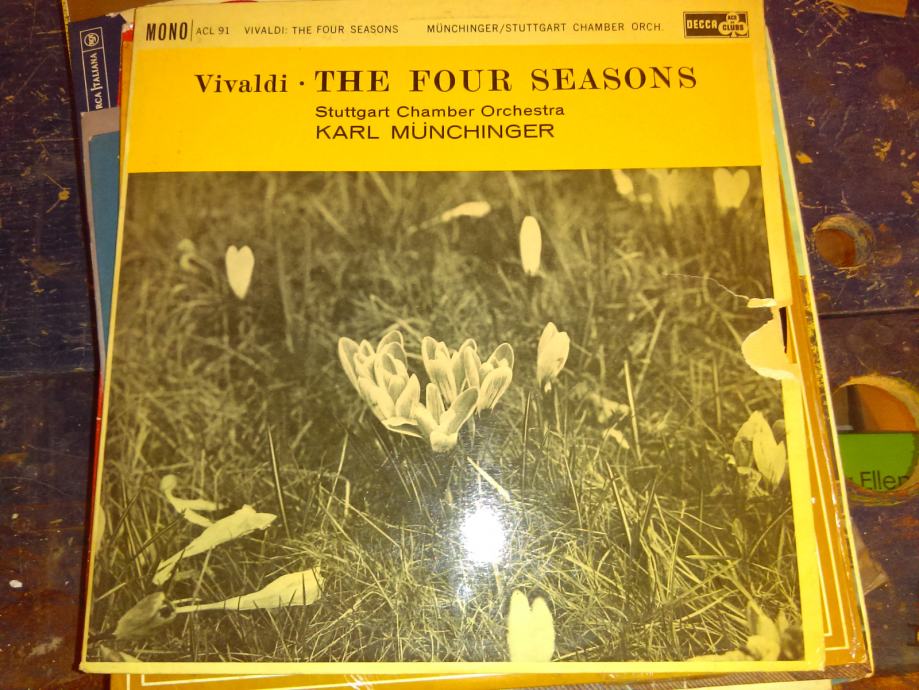 MONO ACL 91 VIVALDI: THE FOUR SEASONS MÜNCHINGER/STUTTGART CHAMBER ORCH. DECCA ACE OF CLUBS
Vivaldi · THE FOUR SEASONS
Stuttgart Chamber Orchestra
KARL MÜNCHINGER
RCA ITALIANA
Ellen